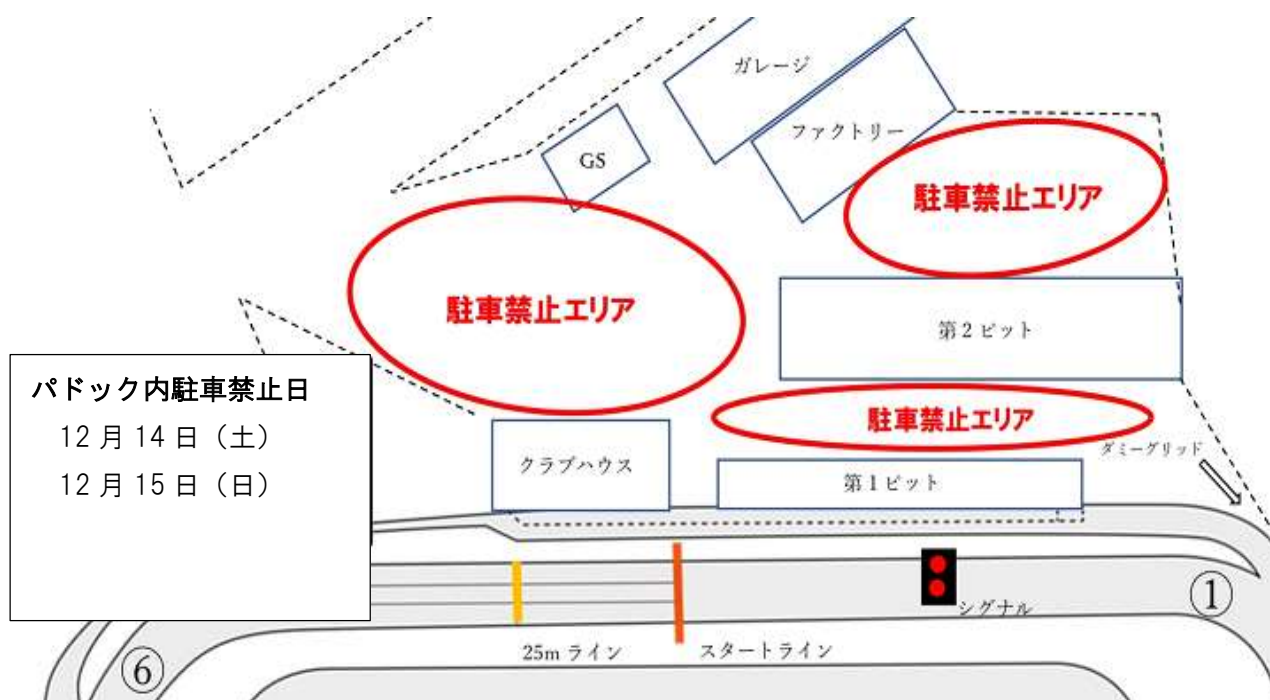 ガレージ
ファクトリー
GS
駐車禁止エリア
駐車禁止エリア
第2ピット
パドック内駐車禁止日
12月14日（土）
12月15日（日）
駐車禁止エリア
ダミーグリッド
クラブハウス
第1ピット
①
シグナル
25mライン
スタートライン
⑥